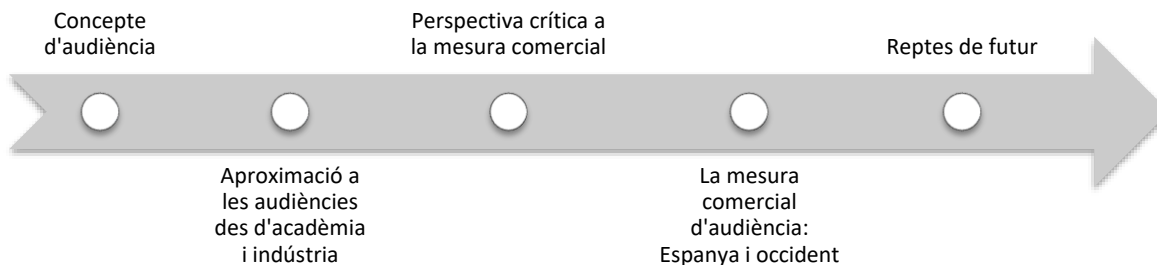 Concepte
d'audiència
Aproximació a
les audiències
des d'acadèmia
i indústria
Perspectiva crítica a
la mesura comercial
La mesura
comercial
d'audiència:
Espanya i occident
Reptes de futur